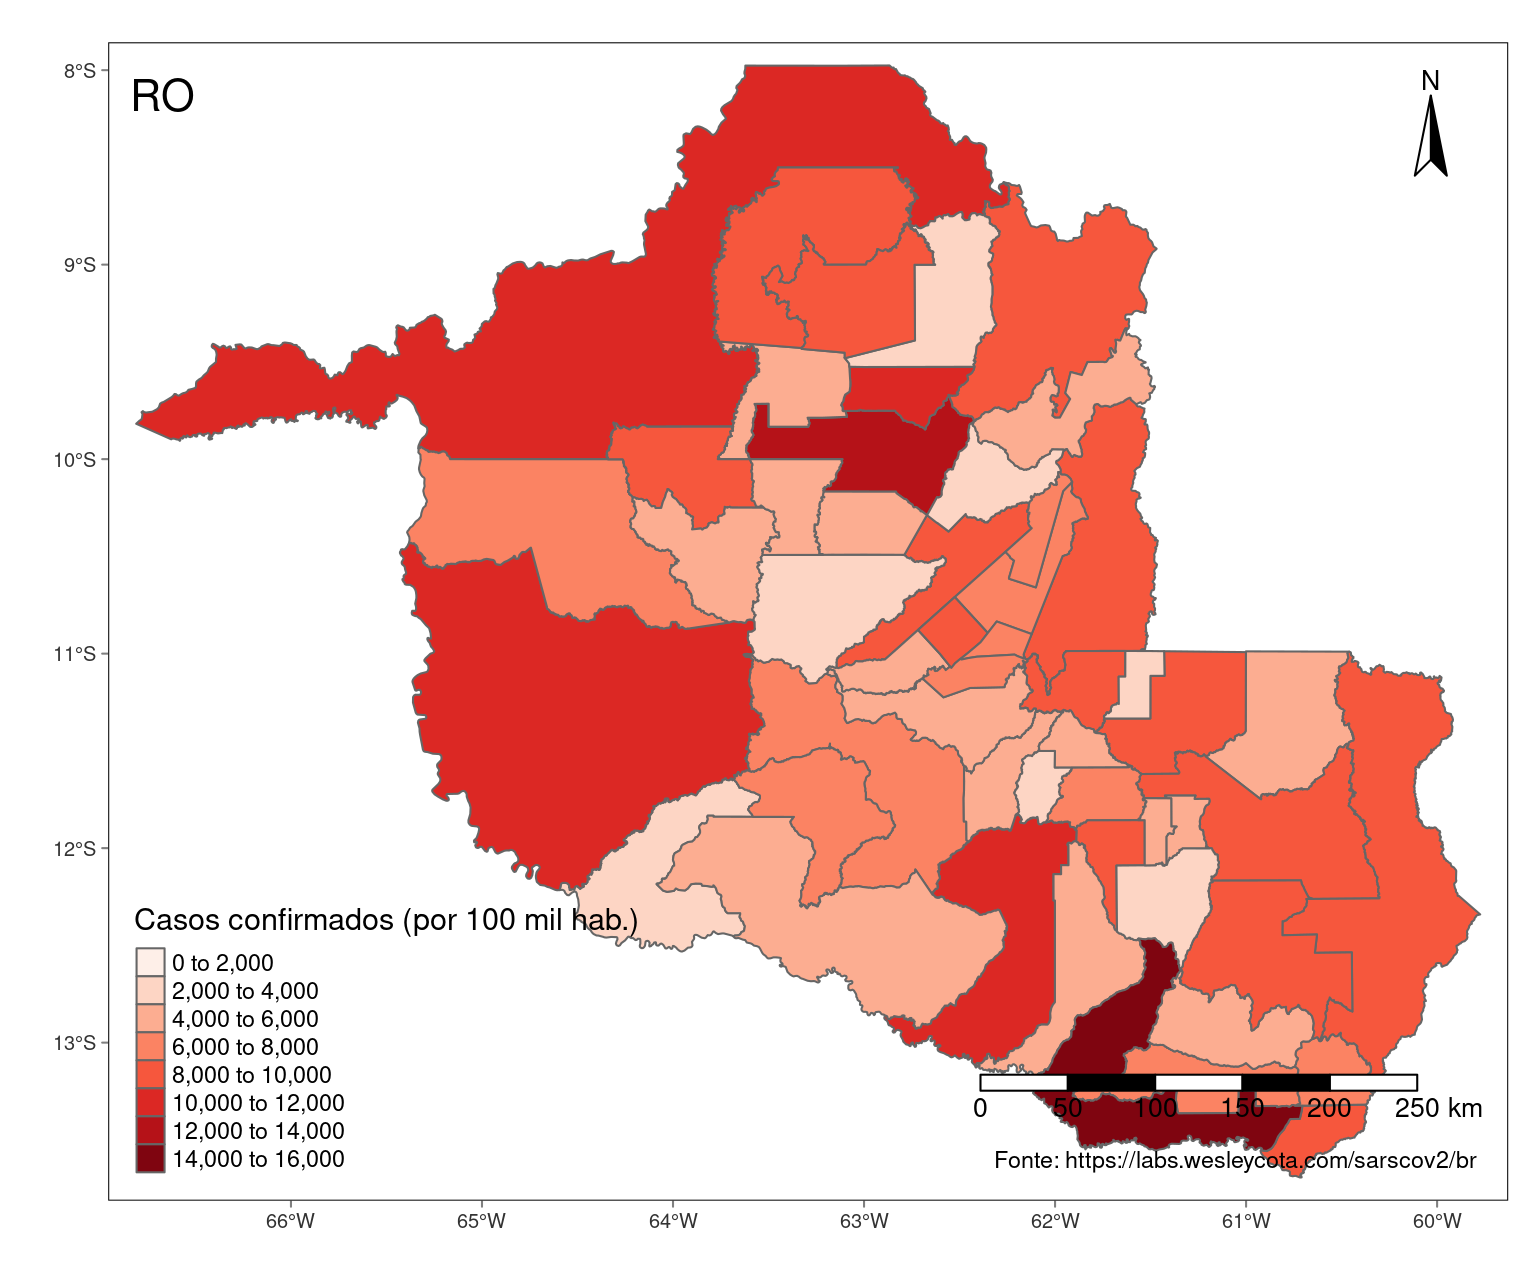 8°S
RO
N
9°S
10°S
11°S
12°S
Casos confirmados (por 100 mil hab.)
0 to 2,000
2,000 to 4,000
4,000 to 6,000
13°S
6,000 to 8,000
8,000 to 10,000
10,000 to 12,000
0 50 100 150 200 250 km
12,000 to 14,000
14,000 to 16,000
Fonte: https://labs.wesleycota.com/sarscov2/br
66°W 65°W 64°W 63°W 62°W 61°W 60°W